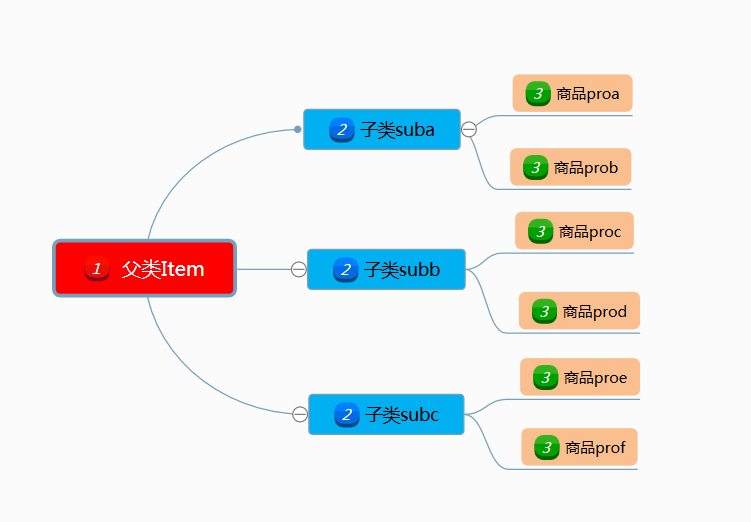 1 父类Item
2 子类suba
3 商品proa
3 商品prob
2 子类subb
3 商品proc
3 商品prod
2 子类subc
3 商品proe
3 商品prof